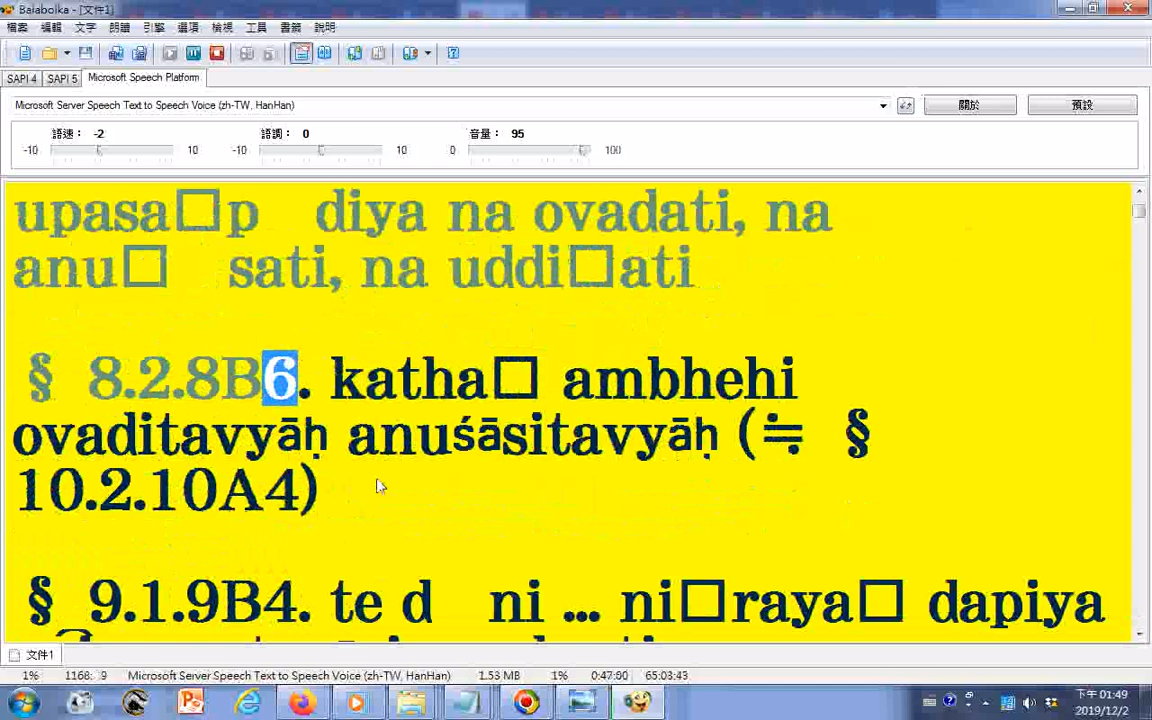 Balabolka - [文件1]
檔案 編輯 文字 朗讀 引擎 選項 檢視 工具 書籤 說明
SAPI 4 SAPI 5 Microsoft Speech Platform
Microsoft Server Speech Text to Speech Voice (zh-TW, HanHan) 關於 預設
語速： -2 語調： 0 音量： 95
-10 10 -10 10 0 100
upasa□p diya na ovadati, na
anu□ sati, na uddi□ati
§ 8.2.8B6. katha□ ambhehi
ovaditavyāḥ anuśāsitavyāḥ (≒ §
10.2.10A4)
§ 9.1.9B4. te d ni ... ni□raya□ dapiya
文件1
1% 1168: 9 Microsoft Server Speech Text to Speech Voice (zh-TW, HanHan) 1.53 MB 1% 0:47:80 65:03:43
下午 01:49
2019/12/2